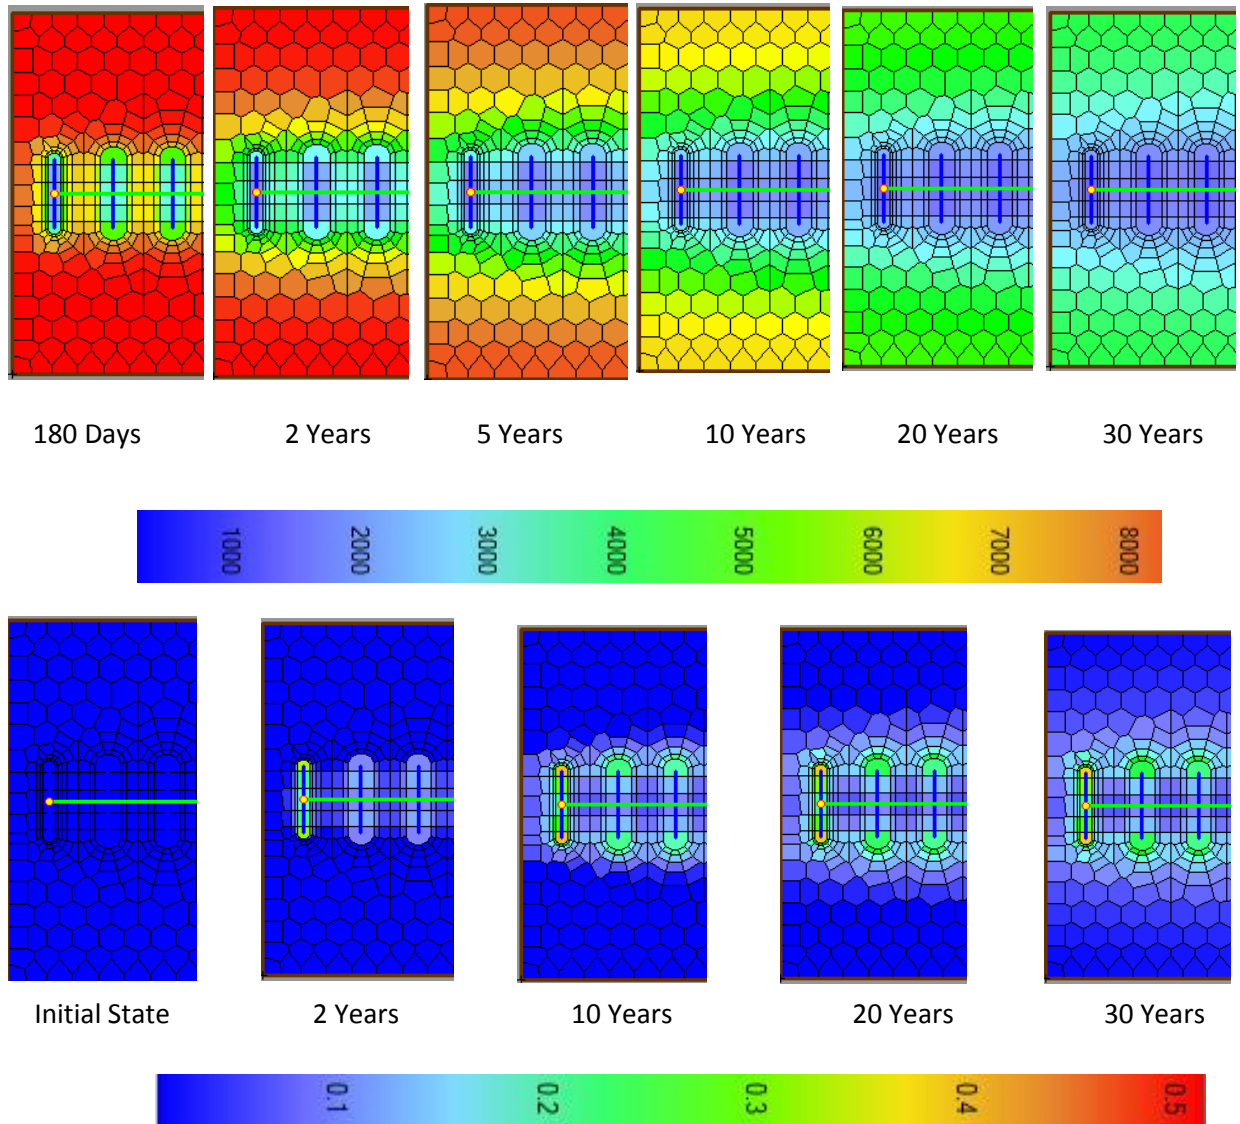 180 Days 2 Years 5 Years 10 Years 20 Years 30 Years
1000 2000 3000 4000 5000 6000 7000 8000
Initial State 2 Years 10 Years 20 Years 30 Years
0.1 0.2 0.3 0.4 0.5